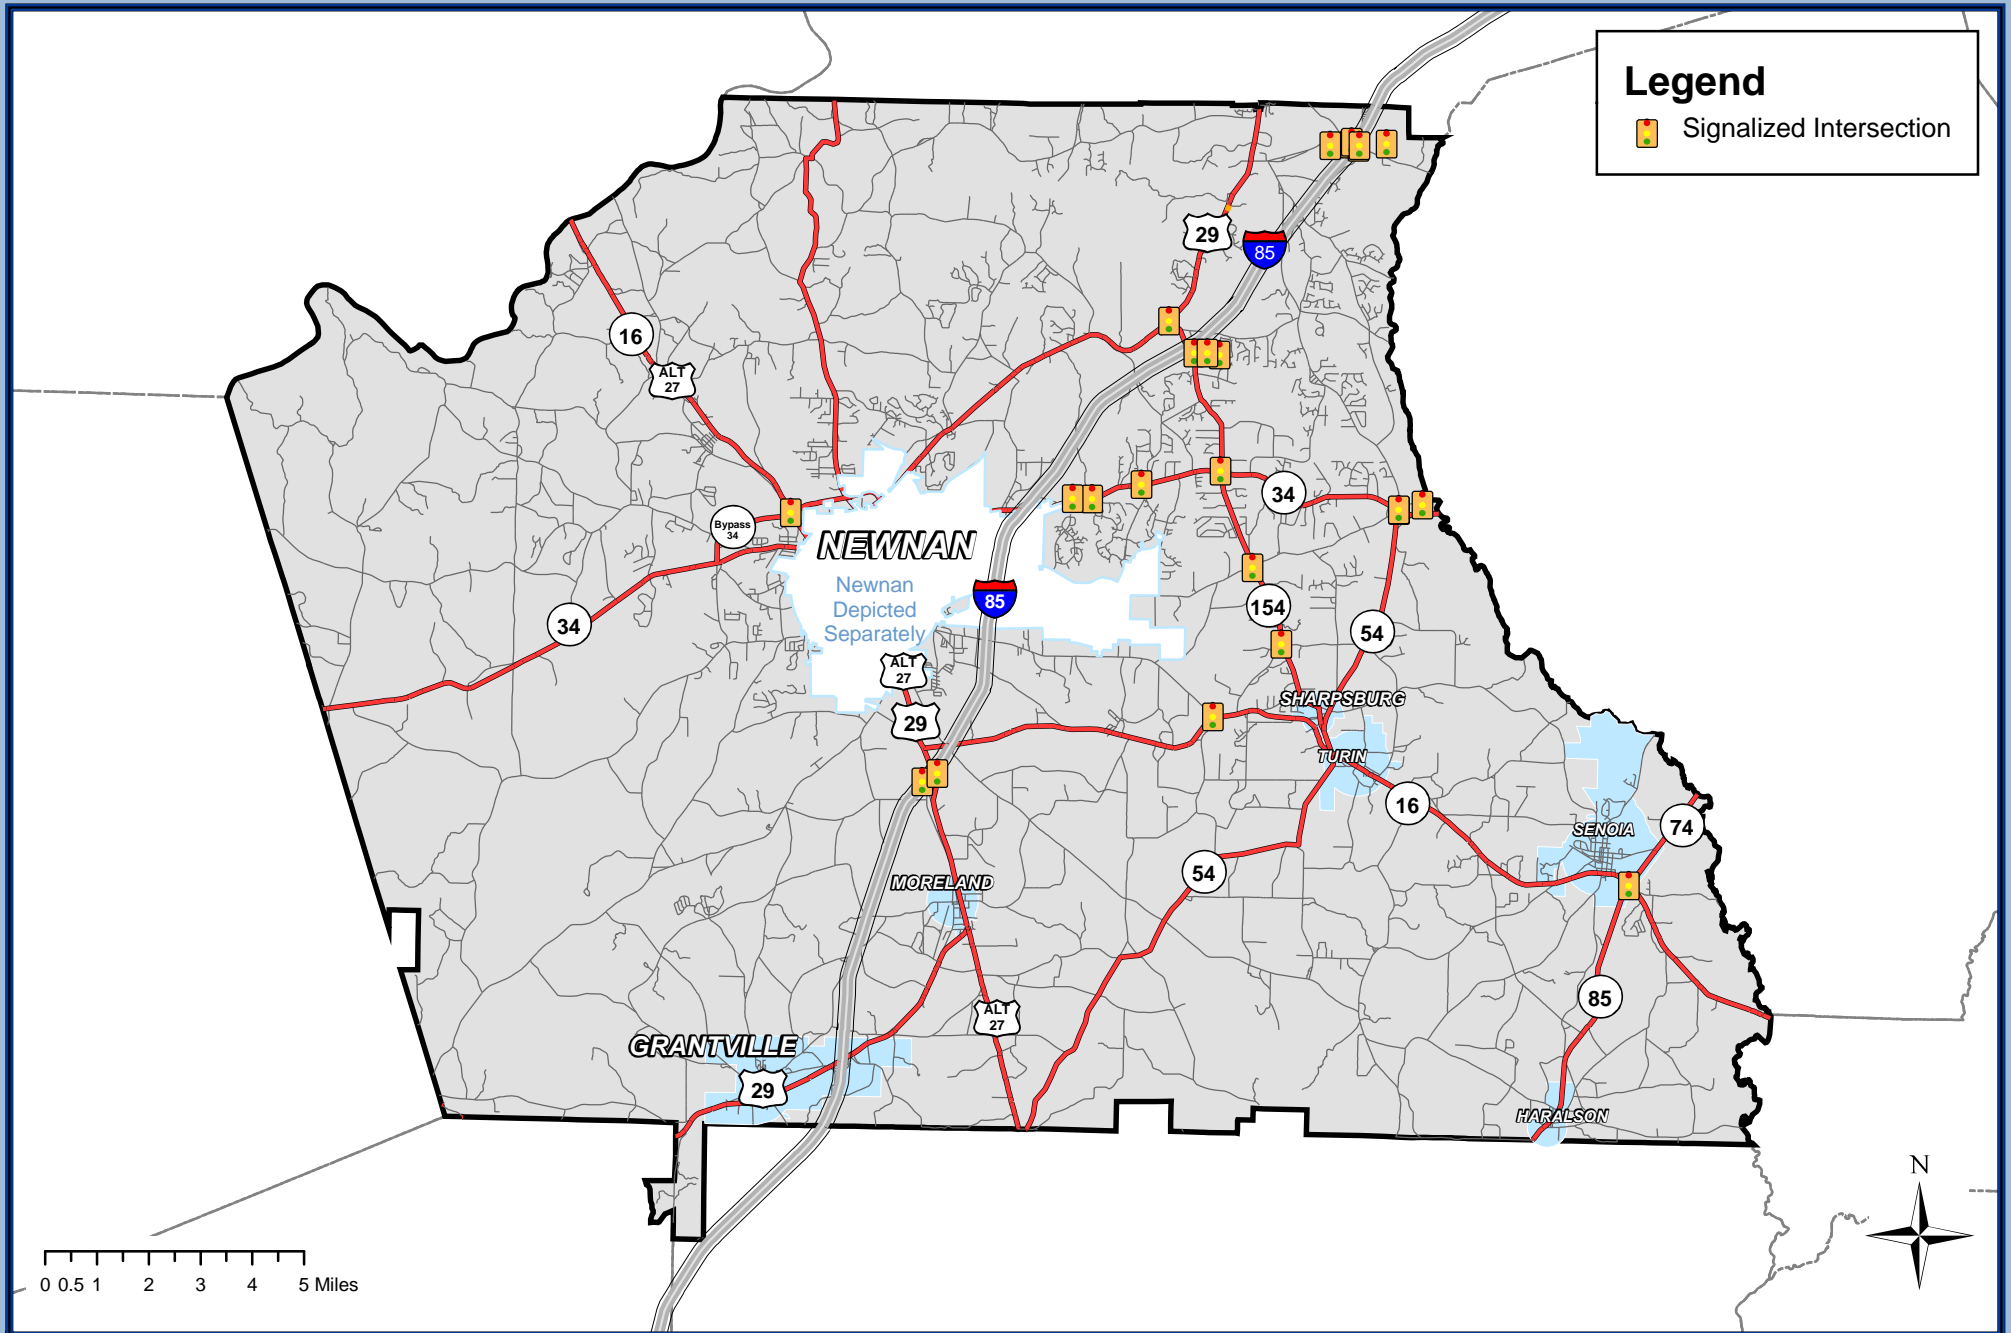 Legend
Signalized Intersection
29
85
16
ALT
27
34
Bypass
34
NEWNAN
Newnan
Depicted
Separately
85
154
54
34
ALT
27
SHARPSBURG
29
TURIN
16
SENOIA
74
54
MORELAND
85
ALT
27
GRANTVILLE
29
HARALSON
N
0 0.5 1 2 3 4 5 Miles